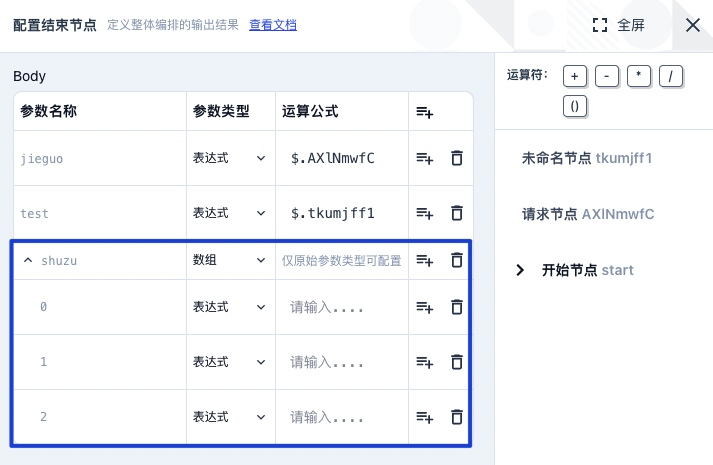 配置结束节点 定义整体编排的输出结果 查看文档 全屏
Body
参数名称 参数类型 运算公式
jieguo 表达式 $.AXlNmwfC
test 表达式 $.tkumjff1
shuzu 数组 仅原始参数类型可配置
0 表达式 请输入....
1 表达式 请输入....
2 表达式 请输入....
运算符: + - * /
()
未命名节点 tkumjff1
请求节点 AXlNmwfC
开始节点 start